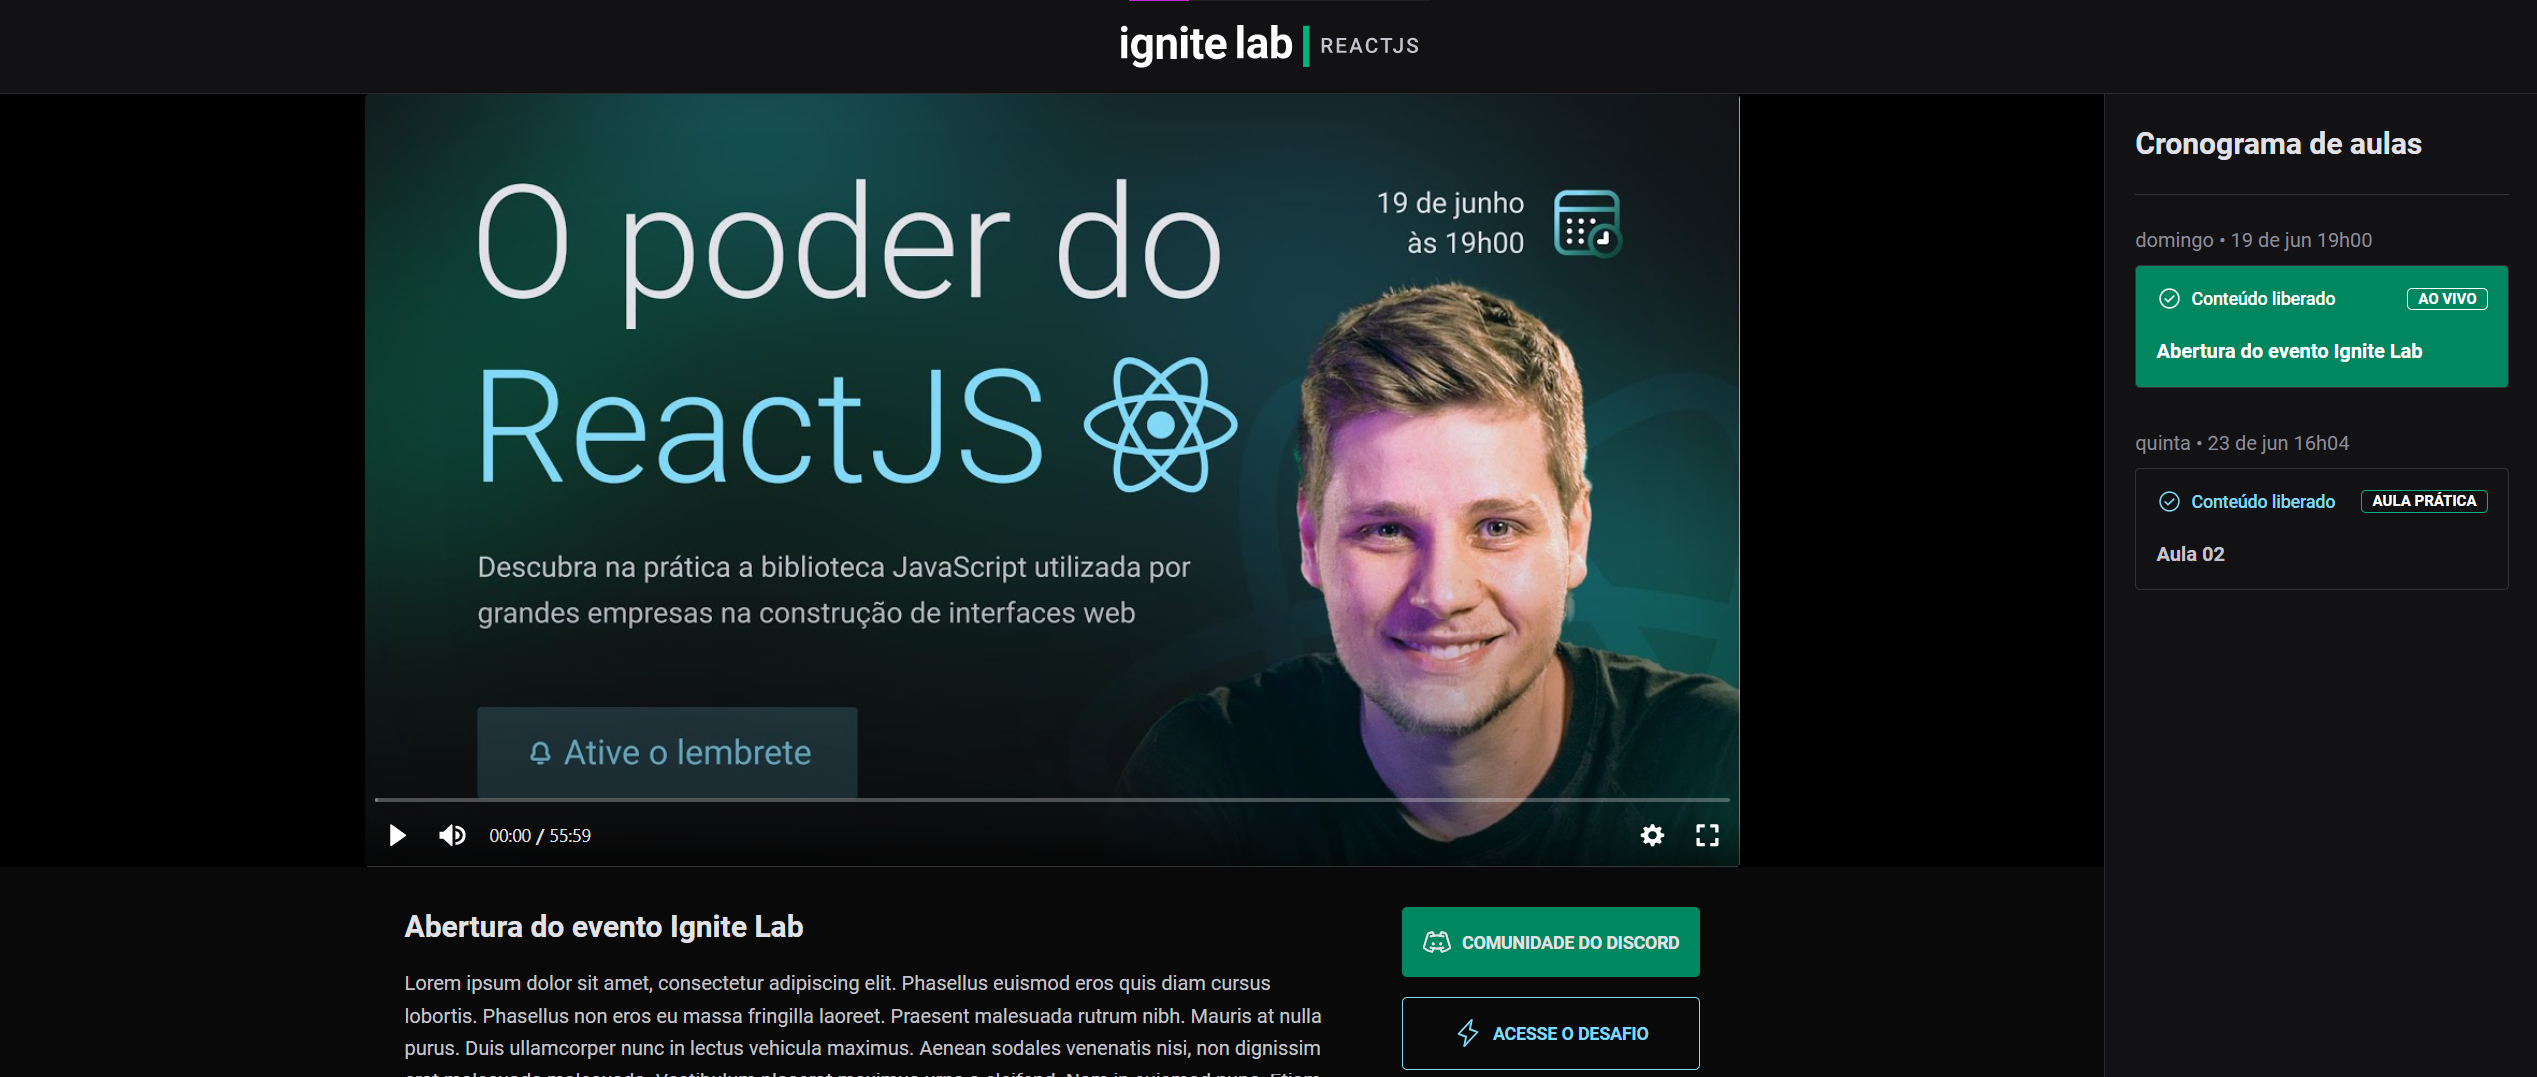 ignite lab REACTJS
O poder do
ReactJS
19 de junho
às 19h00
Descubra na prática a biblioteca JavaScript utilizada por
grandes empresas na construção de interfaces web
Ative o lembrete
00:00 / 55:59
Abertura do evento Ignite Lab
Lorem ipsum dolor sit amet, consectetur adipiscing elit. Phasellus euismod eros quis diam cursus
lobortis. Phasellus non eros eu massa fringilla laoreet. Praesent malesuada rutrum nibh. Mauris at nulla
purus. Duis ullamcorper nunc in lectus vehicula maximus. Aenean sodales venenatis nisi, non dignissim
COMUNIDADE DO DISCORD
ACESSE O DESAFIO
Cronograma de aulas
domingo • 19 de jun 19h00
Conteúdo liberado AO VIVO
Abertura do evento Ignite Lab
quinta • 23 de jun 16h04
Conteúdo liberado AULA PRÁTICA
Aula 02